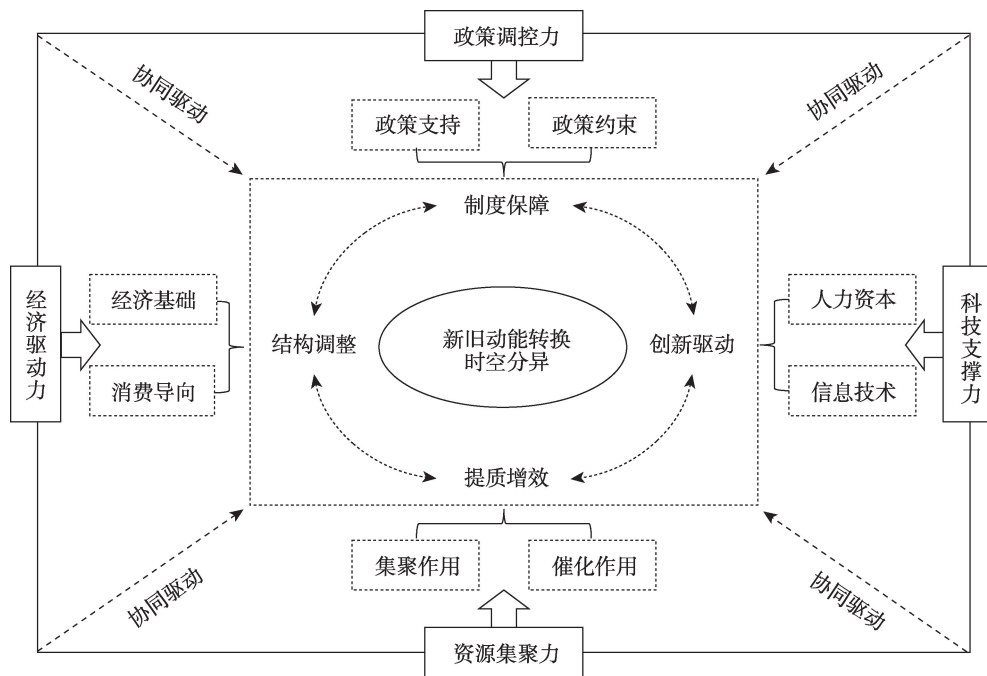 政策调控力
协同驱动
协同驱动
政策支持
政策约束
制度保障
经济驱动力
经济基础
消费导向
结构调整
新旧动能转换
时空分异
创新驱动
人力资本
信息技术
科技支撑力
提质增效
集聚作用
催化作用
协同驱动
协同驱动
资源集聚力